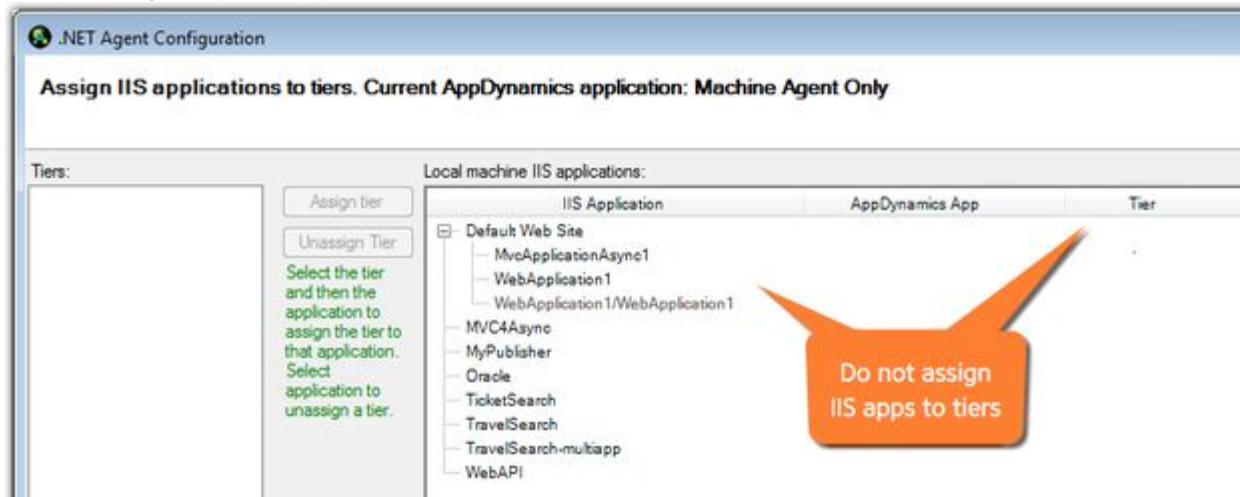 .NET Agent Configuration
Assign IIS applications to tiers. Current AppDynamics application: Machine Agent Only
Tiers:
Assign tier
Unassign Tier
Select the tier
and then the
application to
assign the tier to
that application.
Select
application to
unassign a tier.
Local machine IIS applications:
IIS Application AppDynamics App Tier
Default Web Site
MvcApplicationAsync1
WebApplication1
WebApplication1/WebApplication1
MVC4Async
MyPublisher
Oracle
TicketSearch
TravelSearch
TravelSearch-multiapp
WebAPI
Do not assign
IIS apps to tiers